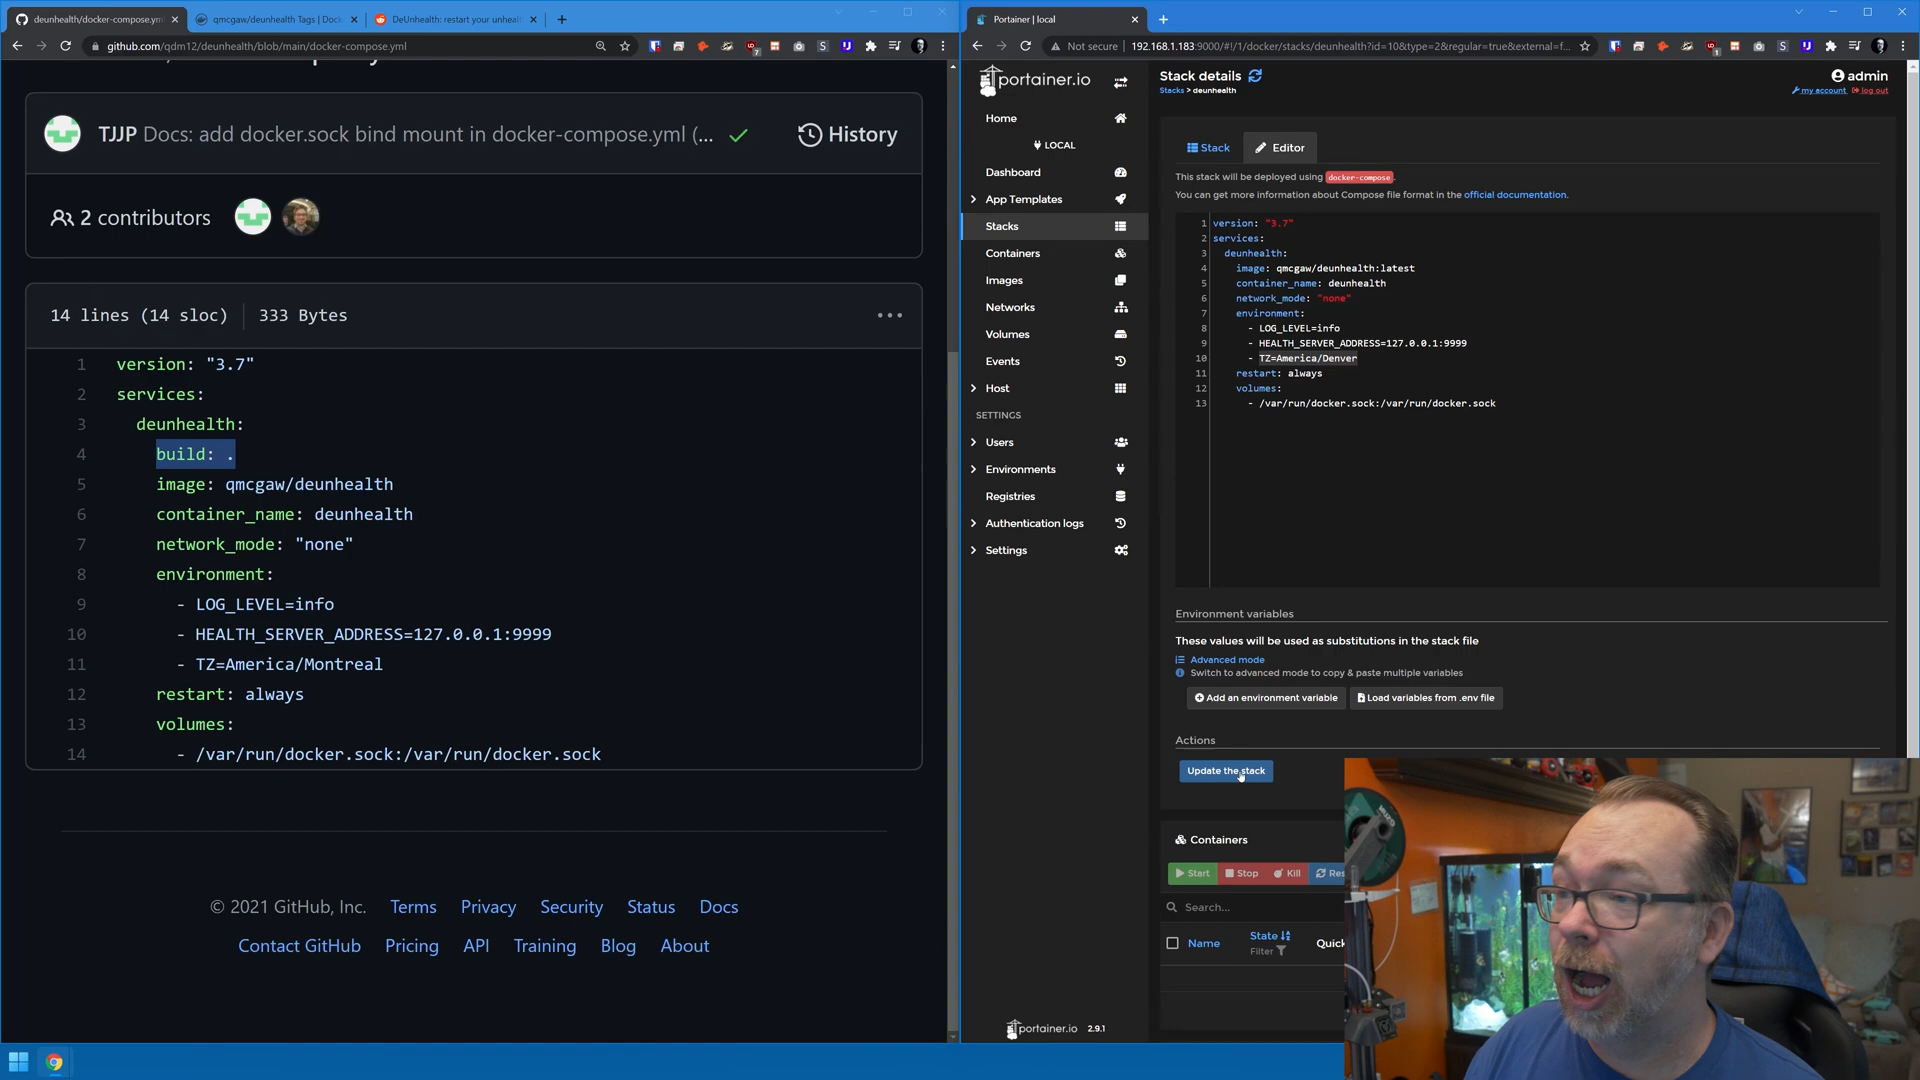 deunhealth/docker-compose.ym
qmcgaw/deunhealth Tags | Dock
DeUnhealth: restart your unheal
github.com/qdm12/deunhealth/blob/main/docker-compose.yml
TJJP Docs: add docker.sock bind mount in docker-compose.yml (...
History
2 contributors
14 lines (14 sloc) 333 Bytes
1 version: "3.7"
2 services:
3 deunhealth:
4 build: .
5 image: qmcgaw/deunhealth
6 container_name: deunhealth
7 network_mode: "none"
8 environment:
9 - LOG_LEVEL=info
10 - HEALTH_SERVER_ADDRESS=127.0.0.1:9999
11 - TZ=America/Montreal
12 restart: always
13 volumes:
14 - /var/run/docker.sock:/var/run/docker.sock
© 2021 GitHub, Inc. Terms Privacy Security Status Docs
Contact GitHub Pricing API Training Blog About
Portainer | local
Not secure 192.168.1.183:9000/#!/1/docker/stacks/deunhealth?id=10&type=2&regular=true&external=f...
portainer.io
Home
LOCAL
Dashboard
App Templates
Stacks
Containers
Images
Networks
Volumes
Events
Host
SETTINGS
Users
Environments
Registries
Authentication logs
Settings
portainer.io 2.9.1
Stack details
Stacks > deunhealth
admin
my account log out
Stack
Editor
This stack will be deployed using docker-compose.
You can get more information about Compose file format in the official documentation.
1 version: "3.7"
2 services:
3 deunhealth:
4 image: qmcgaw/deunhealth:latest
5 container_name: deunhealth
6 network_mode: "none"
7 environment:
8 - LOG_LEVEL=info
9 - HEALTH_SERVER_ADDRESS=127.0.0.1:9999
10 - TZ=America/Denver
11 restart: always
12 volumes:
13 - /var/run/docker.sock:/var/run/docker.sock
Environment variables
These values will be used as substitutions in the stack file
Advanced mode
Switch to advanced mode to copy & paste multiple variables
Add an environment variable
Load variables from .env file
Actions
Update the stack
Containers
Start Stop Kill Res
Search...
Name State Quick
Filter